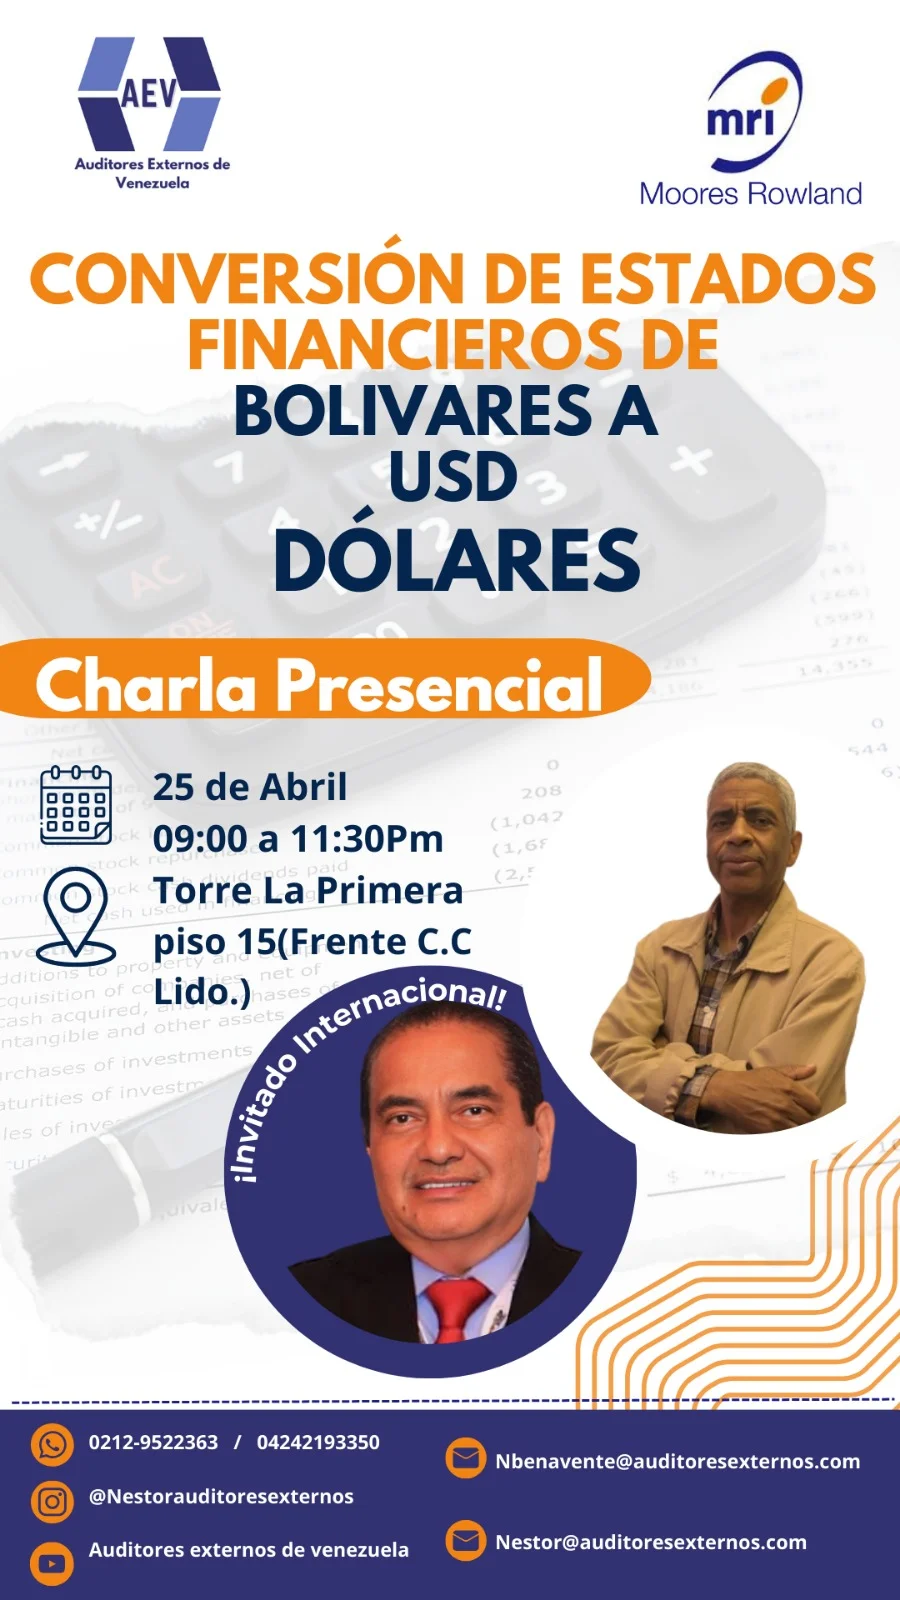 AEV
Auditores Externos de
Venezuela
mri
Moores Rowland
CONVERSIÓN DE ESTADOS
FINANCIEROS DE
BOLIVARES A
USD
DÓLARES
Charla Presencial
25 de Abril
09:00 a 11:30Pm
Torre La Primera
piso 15(Frente C.C
Lido.)
¡Invitado Internacional!
0212-9522363 / 04242193350
@Nestorauditoresexternos
Auditores externos de venezuela
Nbenavente@auditoresexternos.com
Nestor@auditoresexternos.com